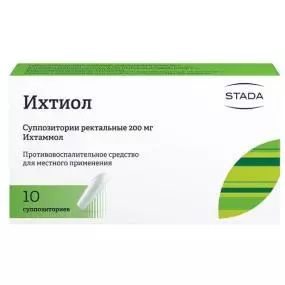 STADA
Ихтиол
Суппозитории ректальные 200 мг
Ихтаммол
Противовоспалительное средство
для местного применения
10
суппозиториев